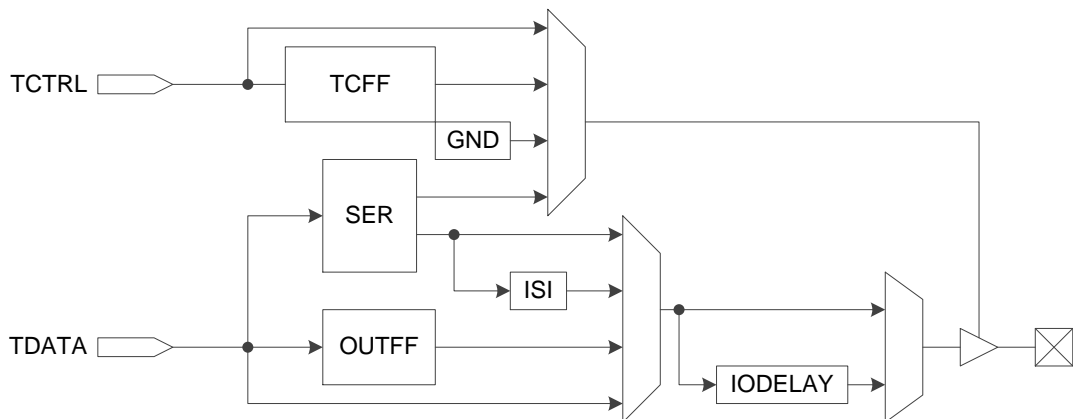 TCTRL
TCFF
GND
SER
ISI
TDATA
OUTFF
IODELAY